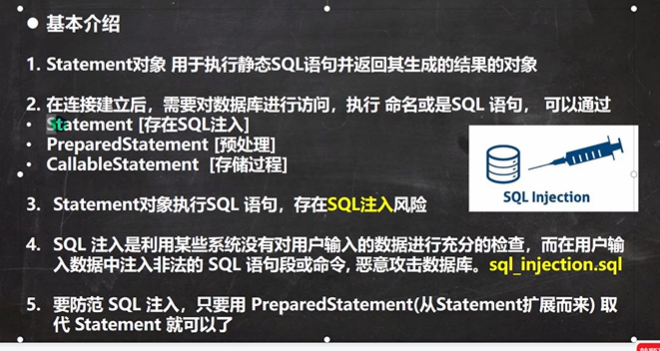 ● 基本介绍
1. Statement对象 用于执行静态SQL语句并返回其生成的结果的对象
2. 在连接建立后，需要对数据库进行访问，执行 命名或是SQL 语句， 可以通过
• Statement [存在SQL注入]
• PreparedStatement [预处理]
• CallableStatement [存储过程]
SQL Injection
3. Statement对象执行SQL 语句，存在SQL注入风险
4. SQL 注入是利用某些系统没有对用户输入的数据进行充分的检查，而在用户输
入数据中注入非法的 SQL 语句段或命令, 恶意攻击数据库。sql_injection.sql
5. 要防范 SQL 注入，只要用 PreparedStatement(从Statement扩展而来) 取
代 Statement 就可以了